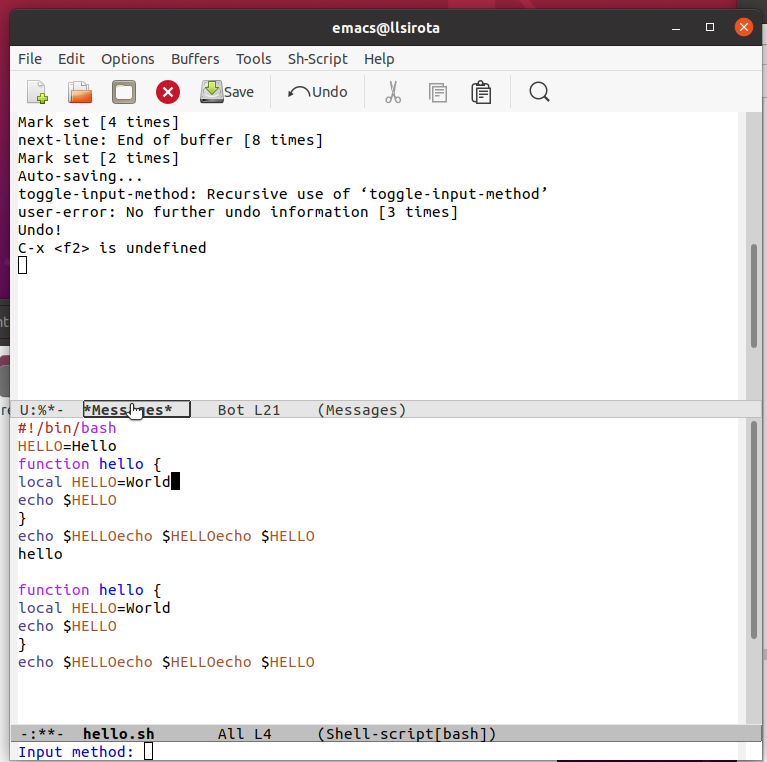 emacs@llsirota
File Edit Options Buffers Tools Sh-Script Help
Save Undo
Mark set [4 times]
next-line: End of buffer [8 times]
Mark set [2 times]
Auto-saving...
toggle-input-method: Recursive use of ‘toggle-input-method’
user-error: No further undo information [3 times]
Undo!
C-x <f2> is undefined
U:%*- *Messages* Bot L21 (Messages)
#!/bin/bash
HELLO=Hello
function hello {
local HELLO=World
echo $HELLO
}
echo $HELLOecho $HELLOecho $HELLO
hello
function hello {
local HELLO=World
echo $HELLO
}
echo $HELLOecho $HELLOecho $HELLO
-:**- hello.sh All L4 (Shell-script[bash])
Input method: